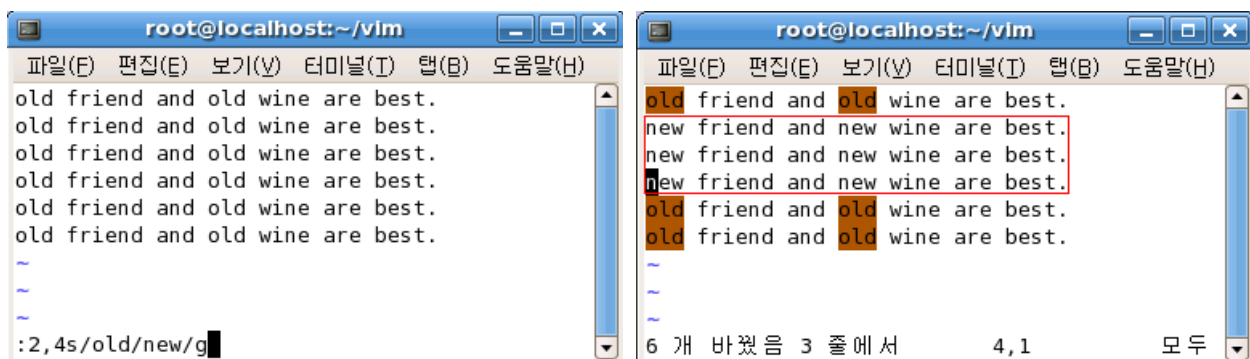 root@localhost:~/vim
파일(F) 편집(E) 보기(V) 터미널(T) 탭(B) 도움말(H)
old friend and old wine are best.
old friend and old wine are best.
old friend and old wine are best.
old friend and old wine are best.
old friend and old wine are best.
old friend and old wine are best.
~
~
~
:2,4s/old/new/g
root@localhost:~/vim
파일(F) 편집(E) 보기(V) 터미널(T) 탭(B) 도움말(H)
old friend and old wine are best.
new friend and new wine are best.
new friend and new wine are best.
new friend and new wine are best.
old friend and old wine are best.
old friend and old wine are best.
~
~
~
6 개 바꿨음 3 줄에서 4,1 모두